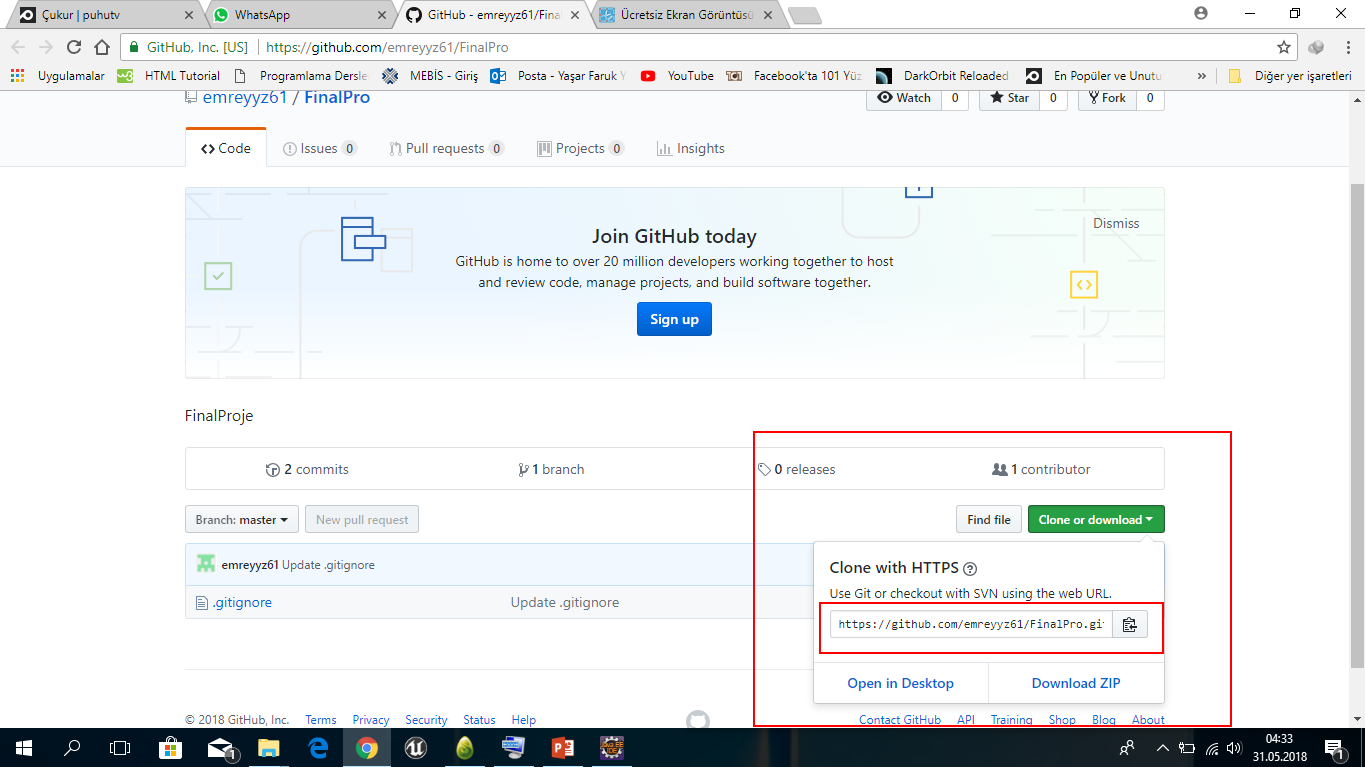 Çukur | puhutv
WhatsApp
GitHub - emreyyz61/Fina
Ücretsiz Ekran Görüntüsü
GitHub, Inc. [US]
https://github.com/emreyyz61/FinalPro
Uygulamalar
HTML Tutorial
Programlama Dersle
MEBİS - Giriş
Posta - Yaşar Faruk Y
YouTube
Facebook'ta 101 Yüz
DarkOrbit Reloaded
En Popüler ve Unutu
»
Diğer yer işaretleri
emreyyz61 / FinalPro
Watch 0
Star 0
Fork 0
Code
Issues 0
Pull requests 0
Projects 0
Insights
Dismiss
Join GitHub today
GitHub is home to over 20 million developers working together to host
and review code, manage projects, and build software together.
Sign up
FinalProje
2 commits
1 branch
0 releases
1 contributor
Branch: master
New pull request
Find file
Clone or download
emreyyz61 Update .gitignore
.gitignore
Update .gitignore
Clone with HTTPS
Use Git or checkout with SVN using the web URL.
https://github.com/emreyyz61/FinalPro.gi
Open in Desktop
Download ZIP
© 2018 GitHub, Inc.
Terms
Privacy
Security
Status
Help
Contact GitHub
API
Training
Shop
Blog
About
1
04:33
31.05.2018
1